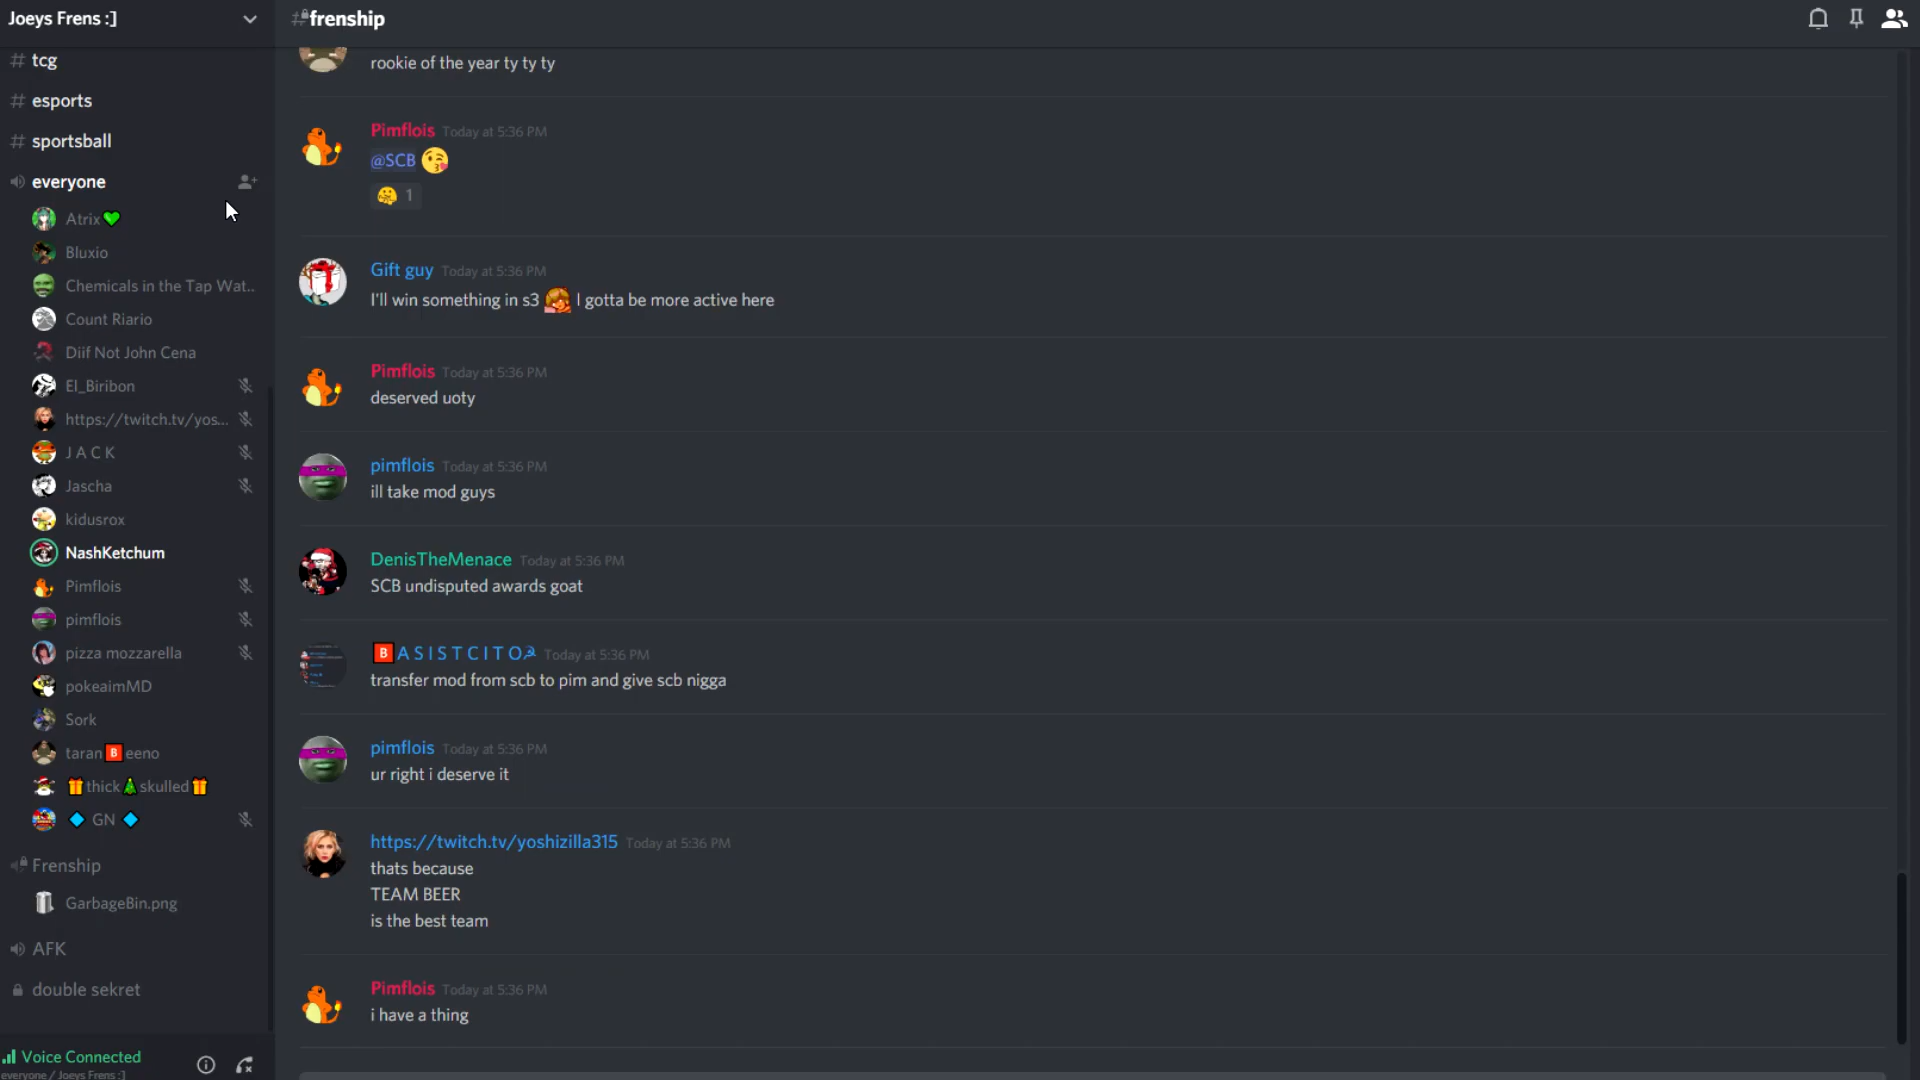 Joeys Frens :]
# tcg
# esports
# sportsball
everyone
Atrix💚
Bluxio
Chemicals in the Tap Wat..
Count Riario
Diif Not John Cena
El_Biribon
https://twitch.tv/yos...
J A C K
Jascha
kidusrox
NashKetchum
Pimflois
pimflois
pizza mozzarella
pokeaimMD
Sork
taran🅱eeno
🎁thick🎄skulled🎁
🔷 GN 🔷
Frenship
GarbageBin.png
AFK
double sekret
Voice Connected
everyone / Joeys Frens :]
#frenship
rookie of the year ty ty ty
Pimflois Today at 5:36 PM
@SCB 😘
🤗 1
Gift guy Today at 5:36 PM
I'll win something in s3 I gotta be more active here
Pimflois Today at 5:36 PM
deserved uoty
pimflois Today at 5:36 PM
ill take mod guys
DenisTheMenace Today at 5:36 PM
SCB undisputed awards goat
🅱A S I S T C I T O☭ Today at 5:36 PM
transfer mod from scb to pim and give scb nigga
pimflois Today at 5:36 PM
ur right i deserve it
https://twitch.tv/yoshizilla315 Today at 5:36 PM
thats because
TEAM BEER
is the best team
Pimflois Today at 5:36 PM
i have a thing